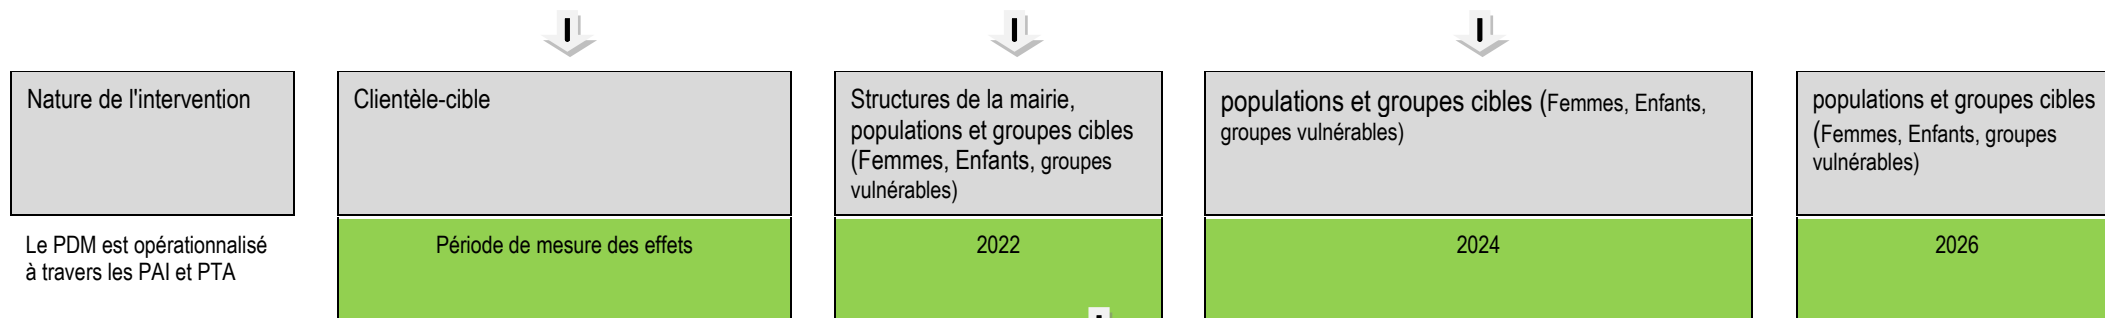 Nature de l'intervention
Clientèle-cible
Structures de la mairie,
populations et groupes cibles
(Femmes, Enfants, groupes
vulnérables)
populations et groupes cibles (Femmes, Enfants,
groupes vulnérables)
populations et groupes cibles
(Femmes, Enfants, groupes
vulnérables)
Le PDM est opérationnalisé
à travers les PAI et PTA
Période de mesure des effets
2022
2024
2026